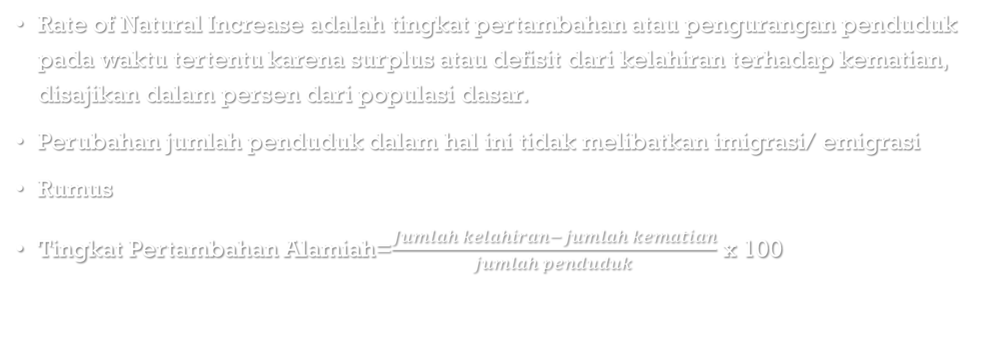 • Rate of Natural Increase adalah tingkat pertambahan atau pengurangan penduduk
pada waktu tertentu karena surplus atau defisit dari kelahiran terhadap kematian,
disajikan dalam persen dari populasi dasar.
• Perubahan jumlah penduduk dalam hal ini tidak melibatkan imigrasi/ emigrasi
• Rumus
• Tingkat Pertambahan Alamiah= Jumlah kelahiran−jumlah kematian / jumlah penduduk x 100